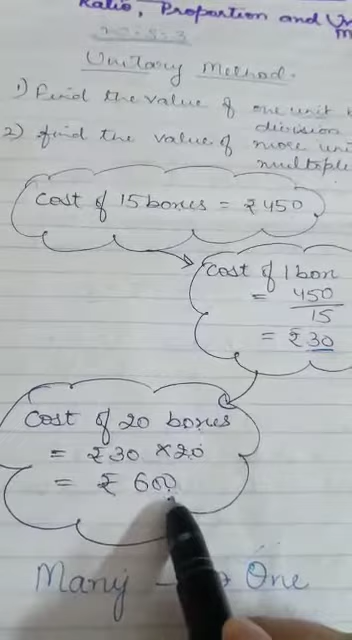 Ratio, Proportion and
Unitary Method.
1) Find the value of one unit
division
2) find the value of more
multiple
Cost of 15 boxes = ₹450
Cost of 1 box
= 450
15
= ₹30
Cost of 20 boxes
= ₹30 × 20
= ₹ 600
Many → One